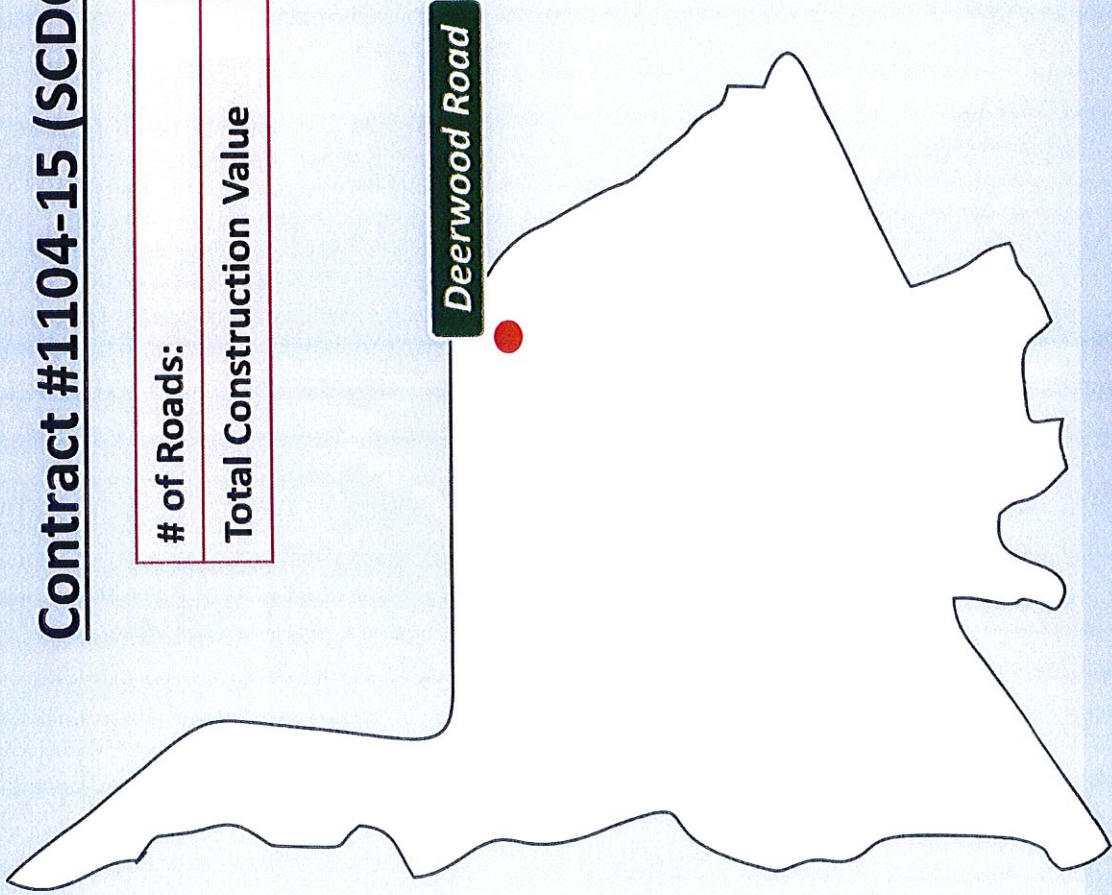 Contract #1104-15 (SCD
# of Roads:
Total Construction Value
Deerwood Road